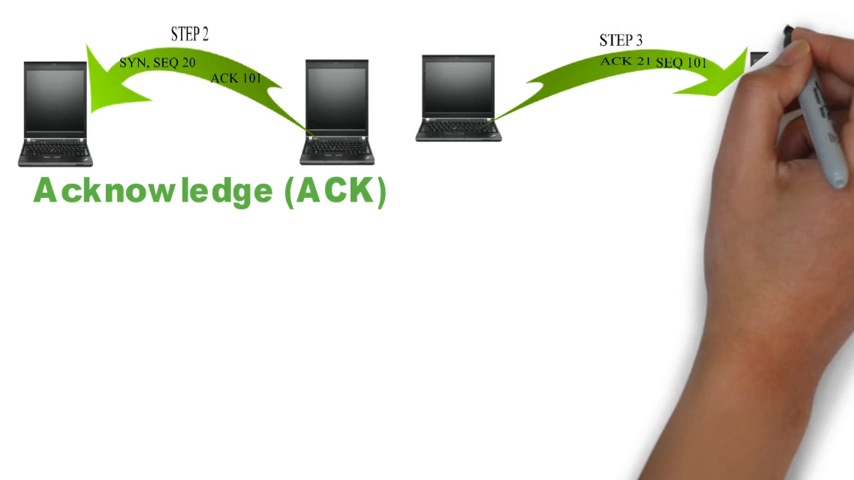 STEP 2
SYN, SEQ 20
ACK 101
Acknowledge (ACK)
STEP 3
ACK 21 SEQ 101